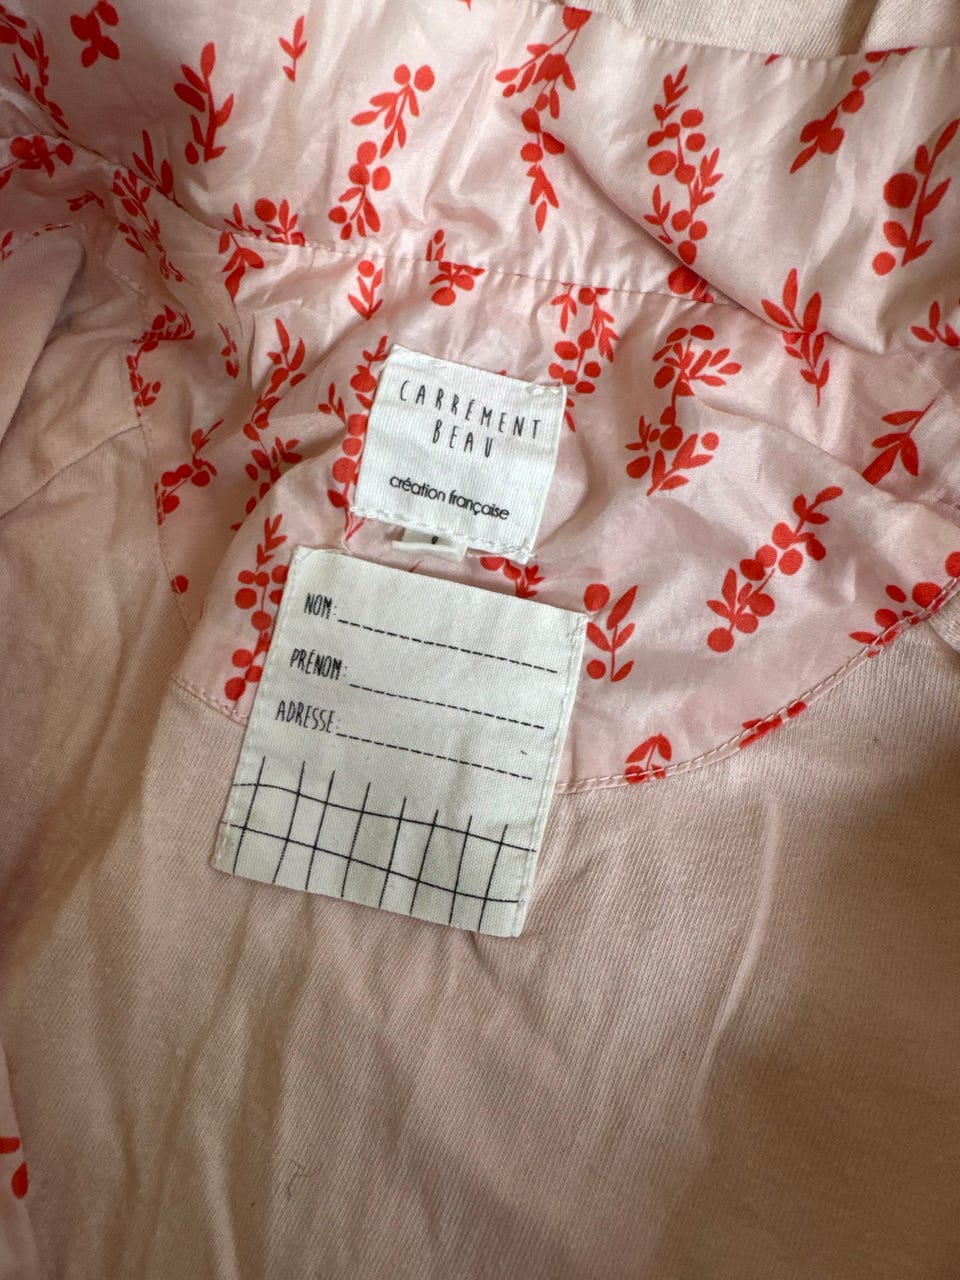 CARRÉMENT
BEAU
création française
NOM:
PRÉNOM:
ADRESSE: